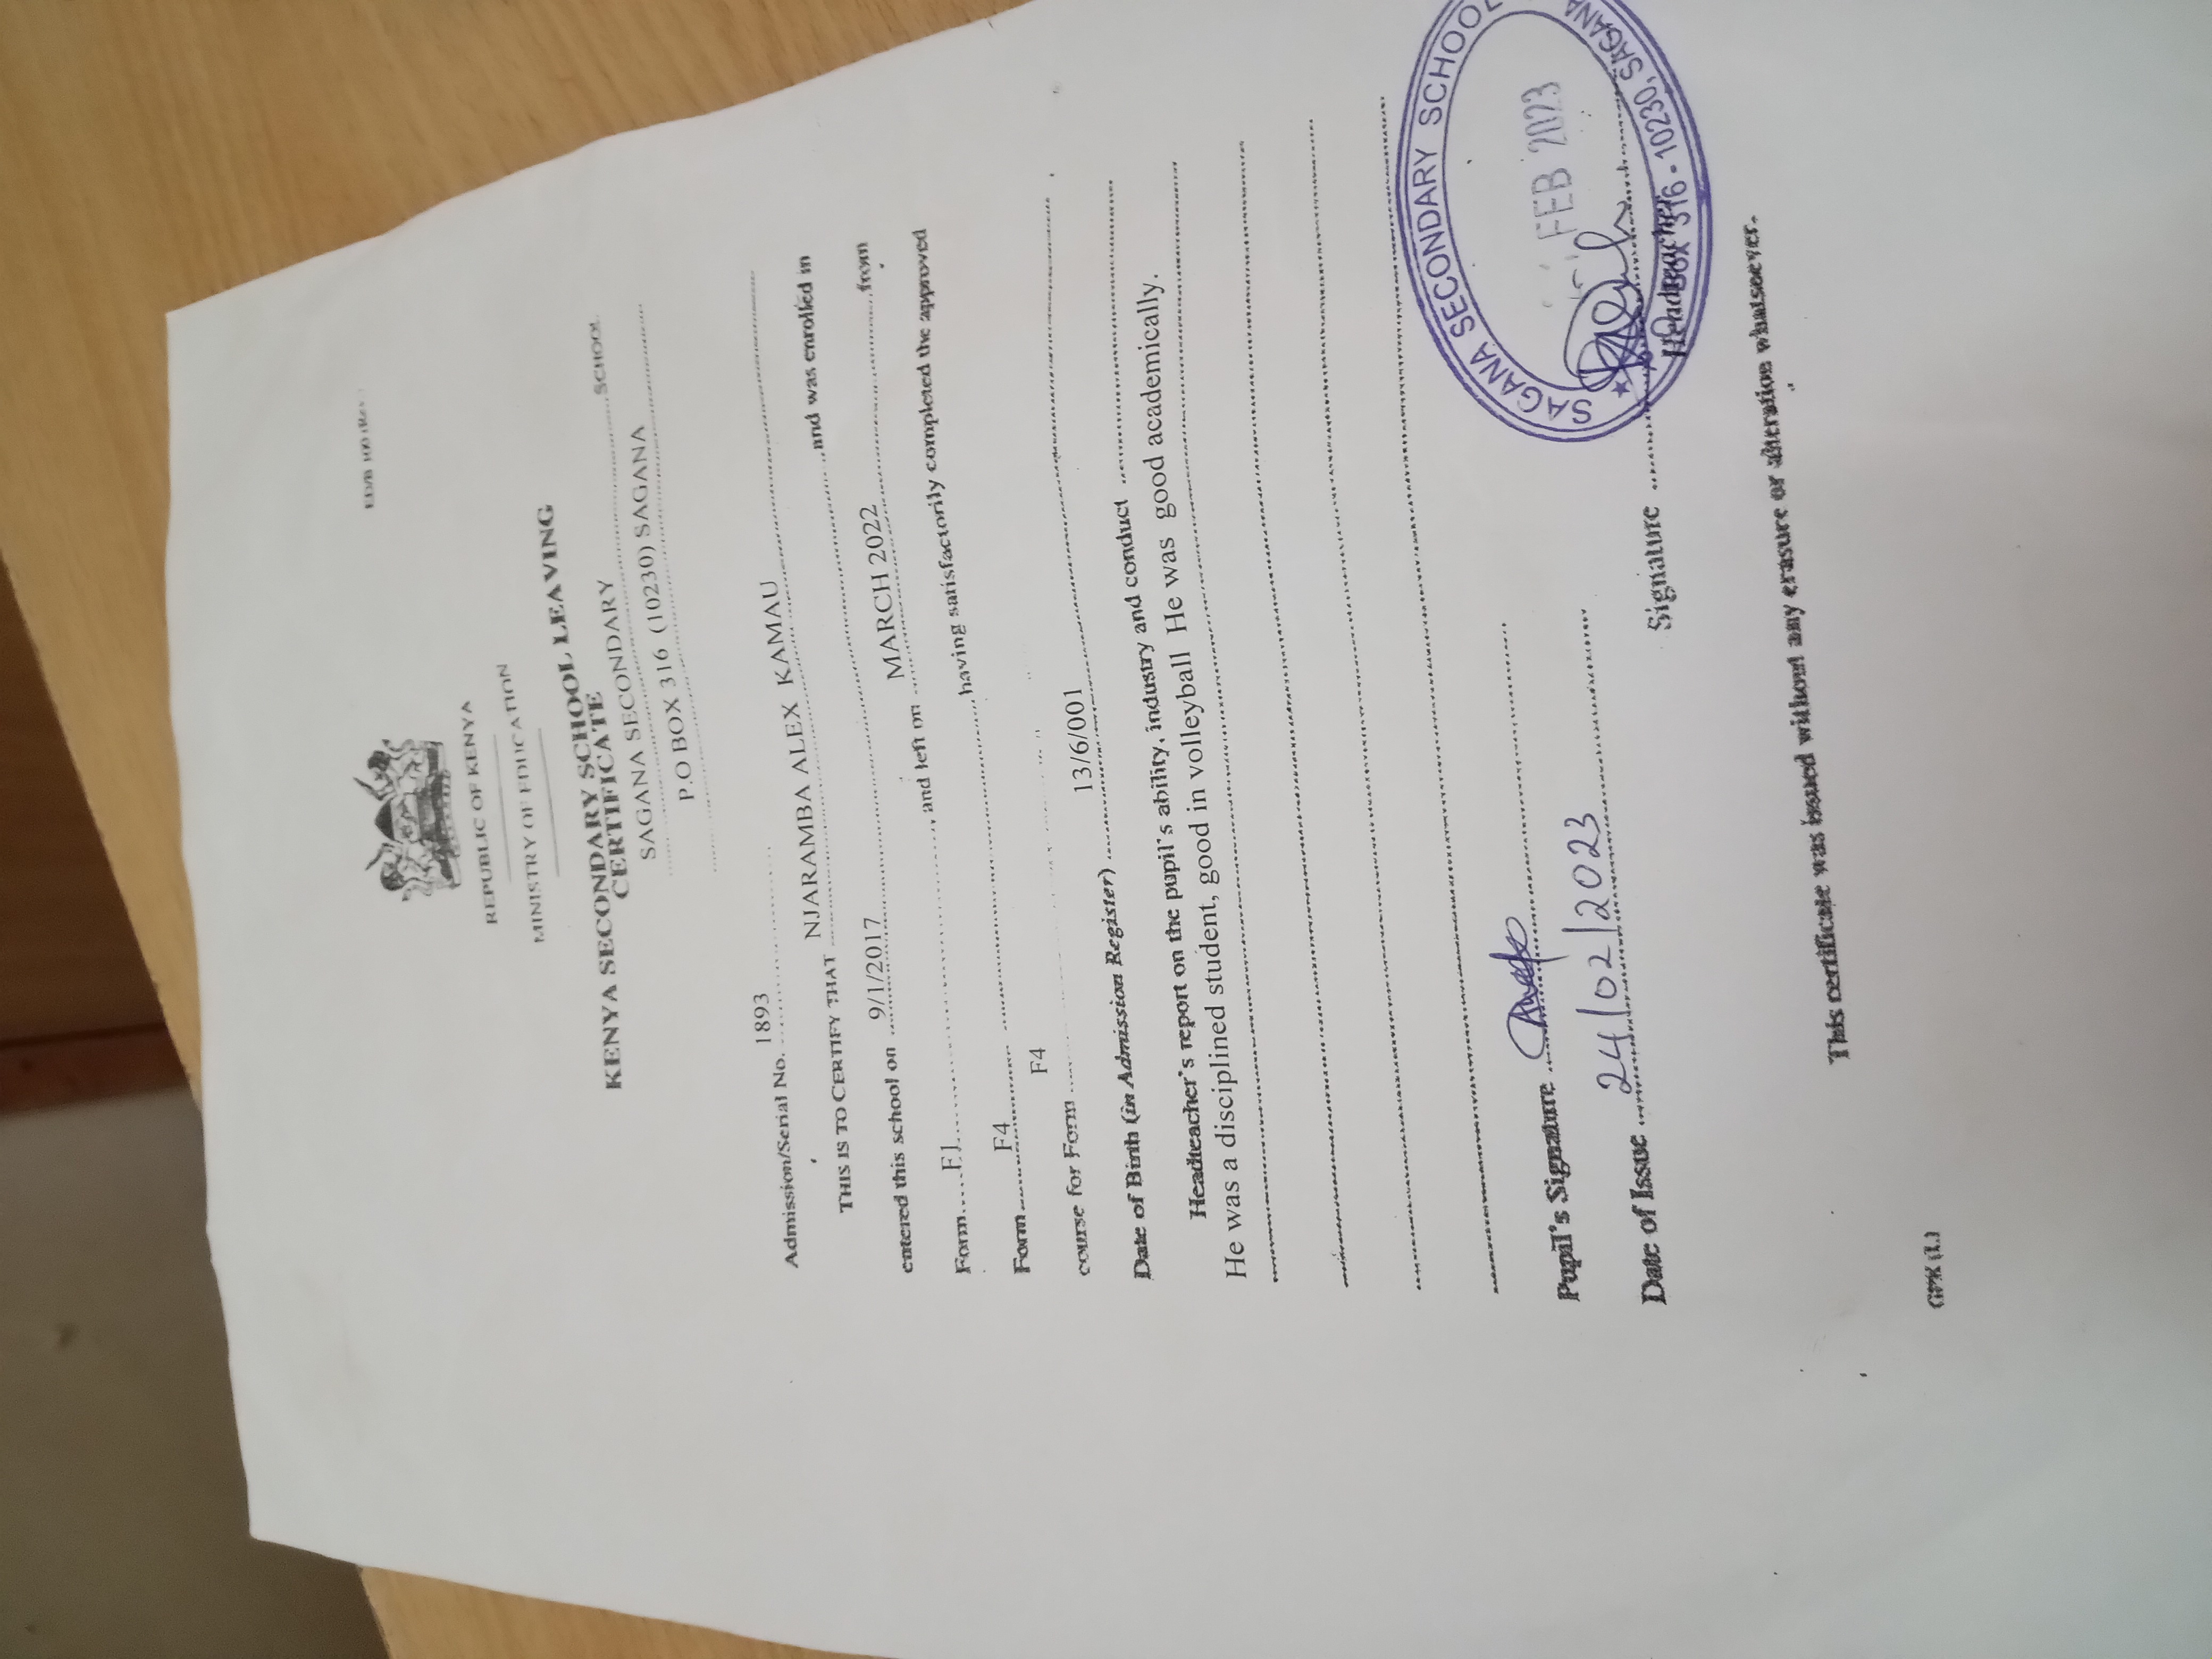 ED/B 100 (Rev.
REPUBLIC OF KENYA
MINISTRY OF EDUCATION
KENYA SECONDARY SCHOOL LEAVING
CERTIFICATE
SAGANA SECONDARY SCHOOL
P.O BOX 316 (10230) SAGANA
Admission/Serial No. 1893
THIS IS TO CERTIFY THAT NJARAMBA ALEX KAMAU
entered this school on 9/1/2017 and was enrolled in
Form F1, and left on MARCH 2022 from
Form F4 having satisfactorily completed the approved
course for Form F4
Date of Birth (in Admission Register) 13/6/001
Headteacher's report on the pupil's ability, industry and conduct
He was a disciplined student, good in volleyball He was good academically.
Pupil's Signature
Date of Issue 24/02/2023
Signature
Headteacher
SAGANA SECONDARY SCHOOL
FEB 2023
Box 316 - 10230, SAGANA
This certificate was issued without any erasure or alteration whatsoever.
GPK (L)